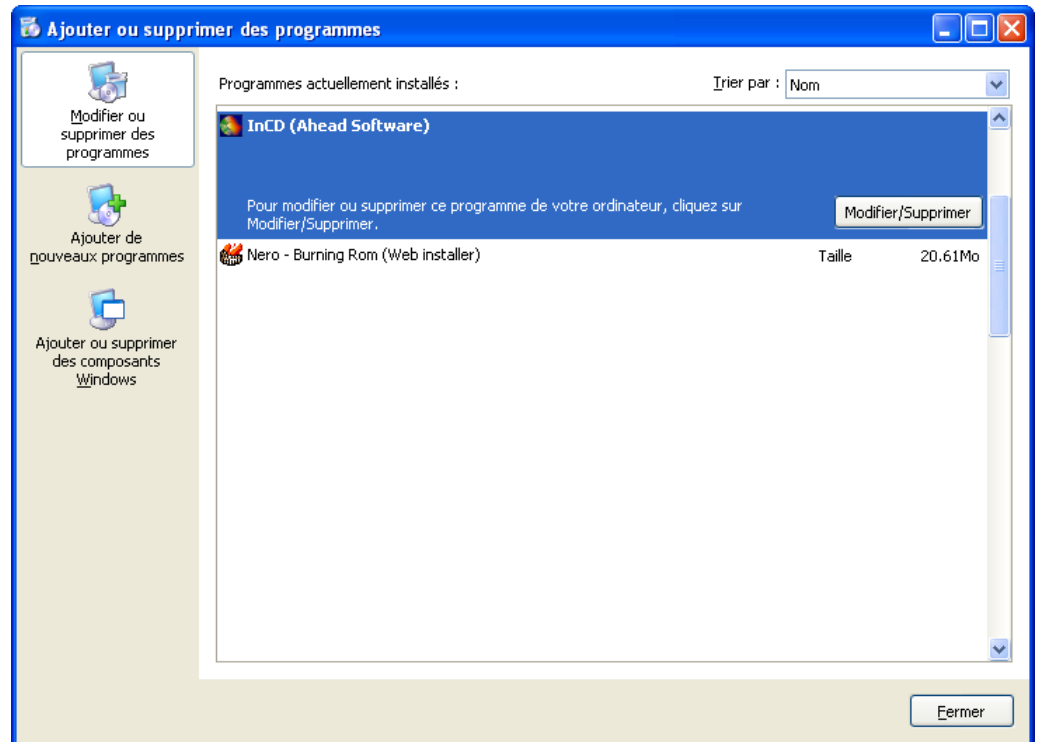 Ajouter ou supprimer des programmes
Modifier ou
supprimer des
programmes
Ajouter de
nouveaux programmes
Ajouter ou supprimer
des composants
Windows
Programmes actuellement installés :
Trier par : Nom
InCD (Ahead Software)
Pour modifier ou supprimer ce programme de votre ordinateur, cliquez sur
Modifier/Supprimer.
Modifier/Supprimer
Nero - Burning Rom (Web installer) Taille 20.61Mo
Fermer